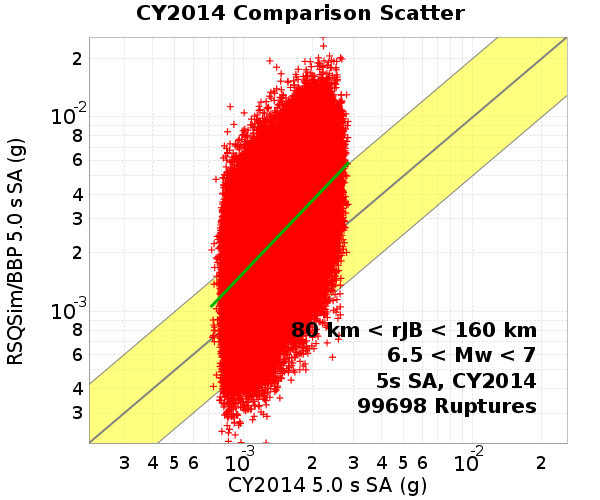 CY2014 Comparison Scatter
RSQSim/BBP 5.0 s SA (g)
2
10-2
8
6
4
3
2
10-3
8
6
4
3
80 km < rJB < 160 km
6.5 < Mw < 7
5s SA, CY2014
99698 Ruptures
3 4 5 6 10-3 2 3 4 5 6 10-2 2
CY2014 5.0 s SA (g)